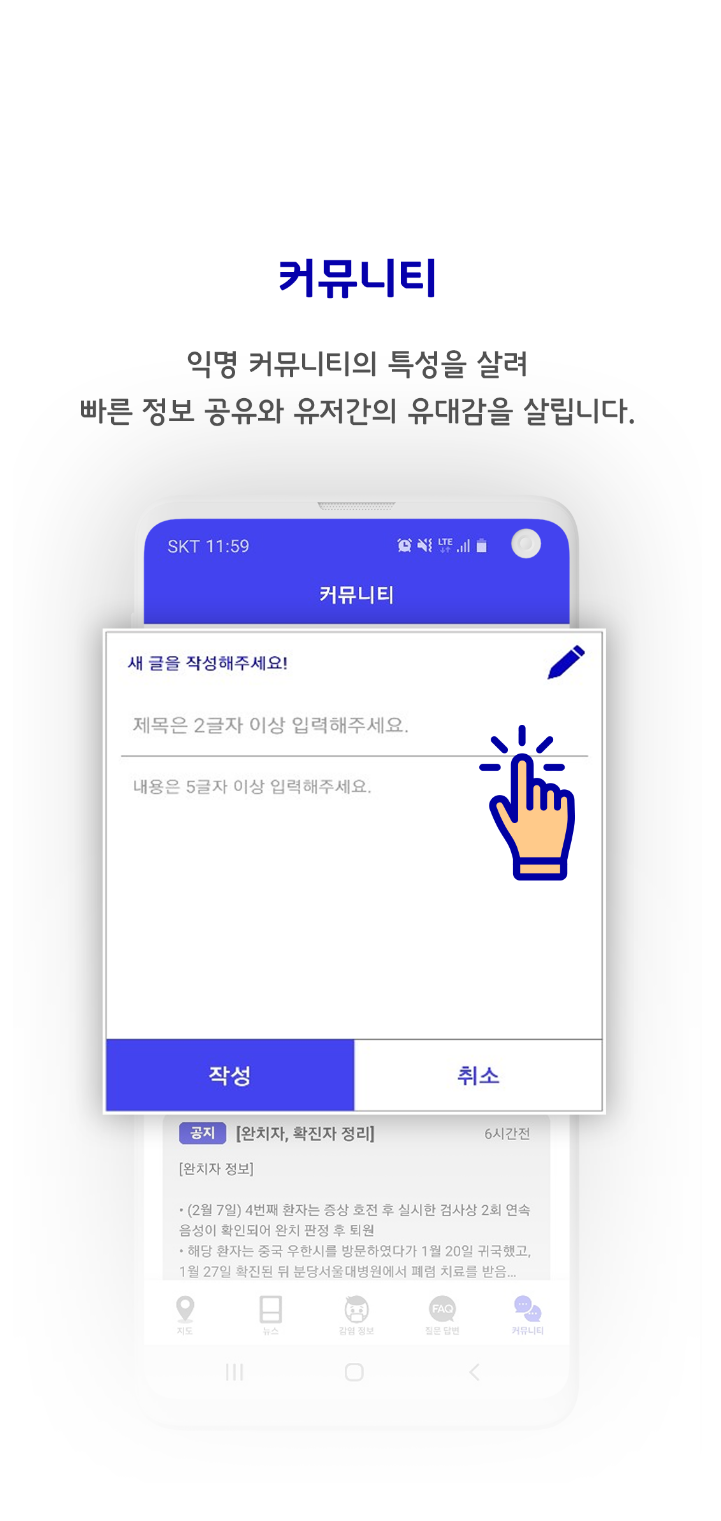 커뮤니티
익명 커뮤니티의 특성을 살려
빠른 정보 공유와 유저간의 유대감을 살립니다.
SKT 11:59
LTE
커뮤니티
새 글을 작성해주세요!
제목은 2글자 이상 입력해주세요.
내용은 5글자 이상 입력해주세요.
작성 취소
공지 [완치자, 확진자 정리] 6시간전
[완치자 정보]
• (2월 7일) 4번째 환자는 증상 호전 후 실시한 검사상 2회 연속
음성이 확인되어 완치 판정 후 퇴원
• 해당 환자는 중국 우한시를 방문하였다가 1월 20일 귀국했고,
1월 27일 확진된 뒤 분당서울대병원에서 폐렴 치료를 받음...
FAQ
지도 뉴스 감염 정보 질문 답변 커뮤니티